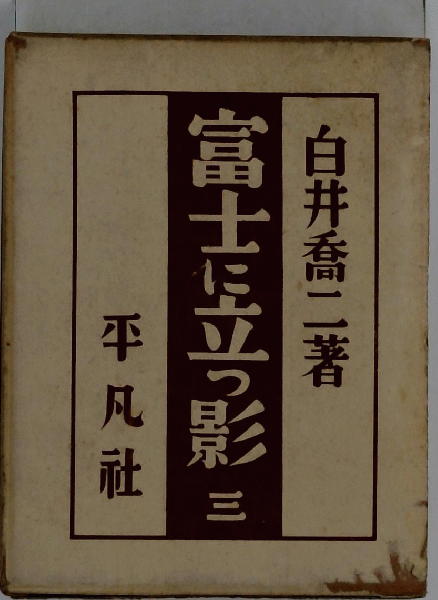 白井喬二著
富士に立つ影 三
平凡社